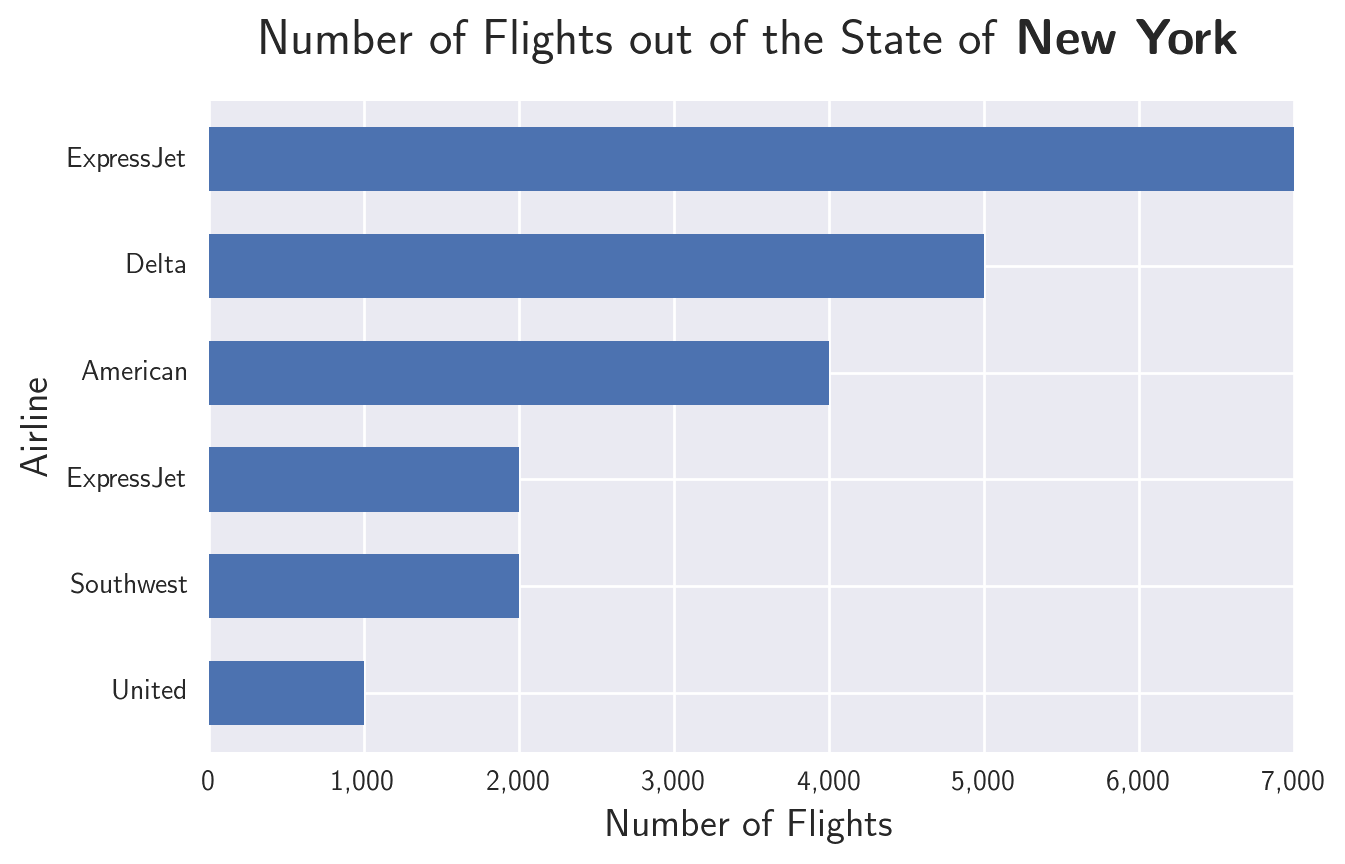 Number of Flights out of the State of New York
ExpressJet
Delta
American
ExpressJet
Southwest
United
Airline
0 1,000 2,000 3,000 4,000 5,000 6,000 7,000
Number of Flights